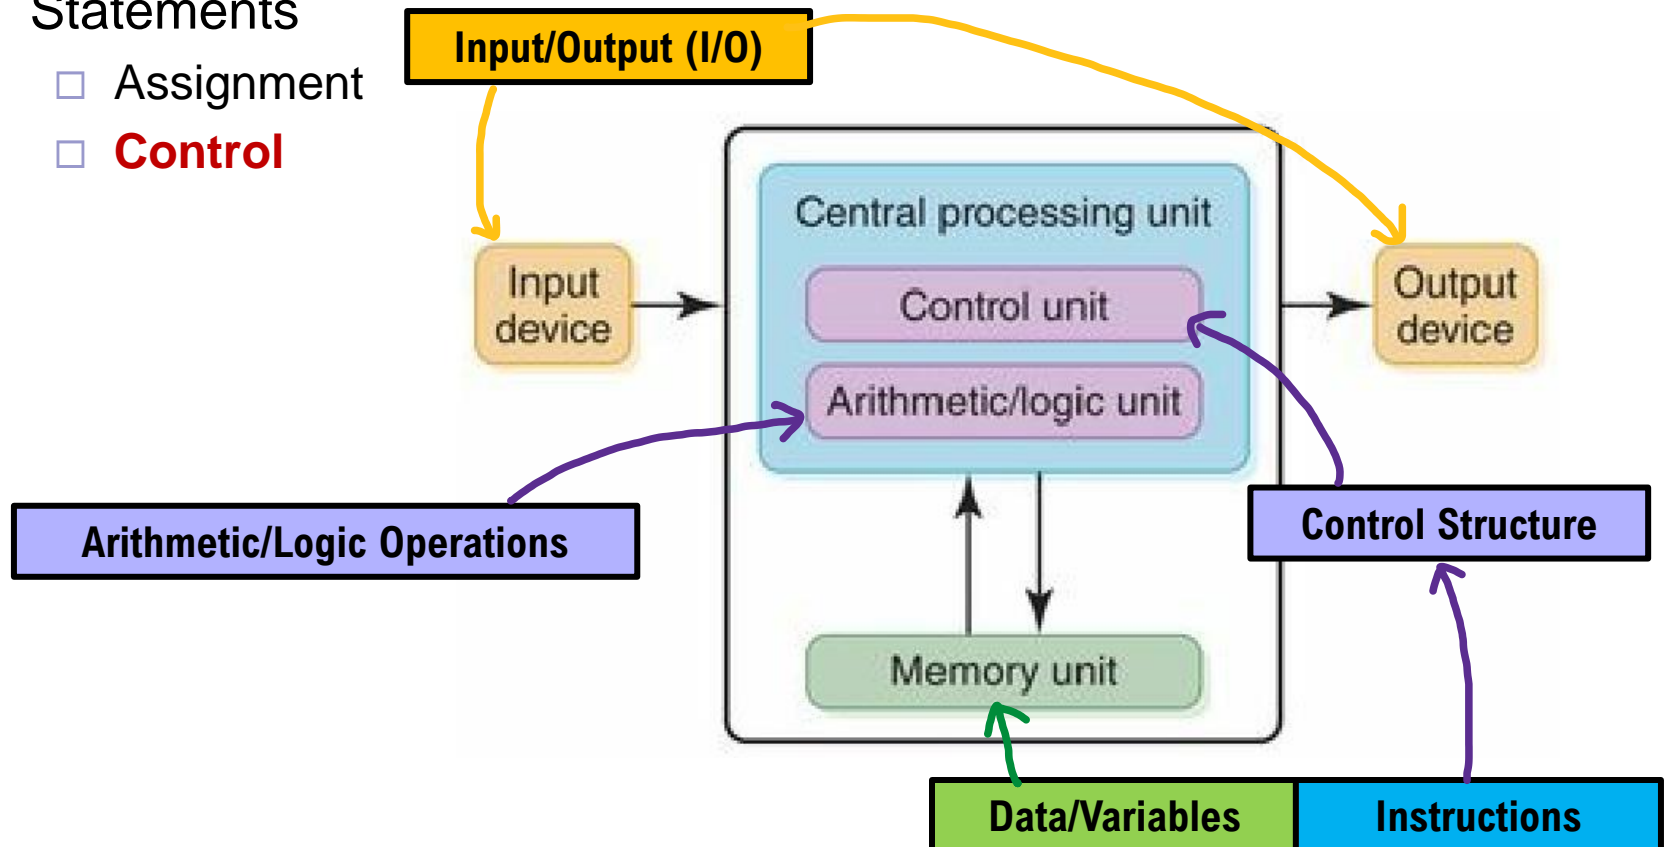 Statements
Assignment
Control
Input/Output (I/O)
Central processing unit
Input
device
Control unit
Output
device
Arithmetic/logic unit
Arithmetic/Logic Operations
Control Structure
Memory unit
Data/Variables
Instructions